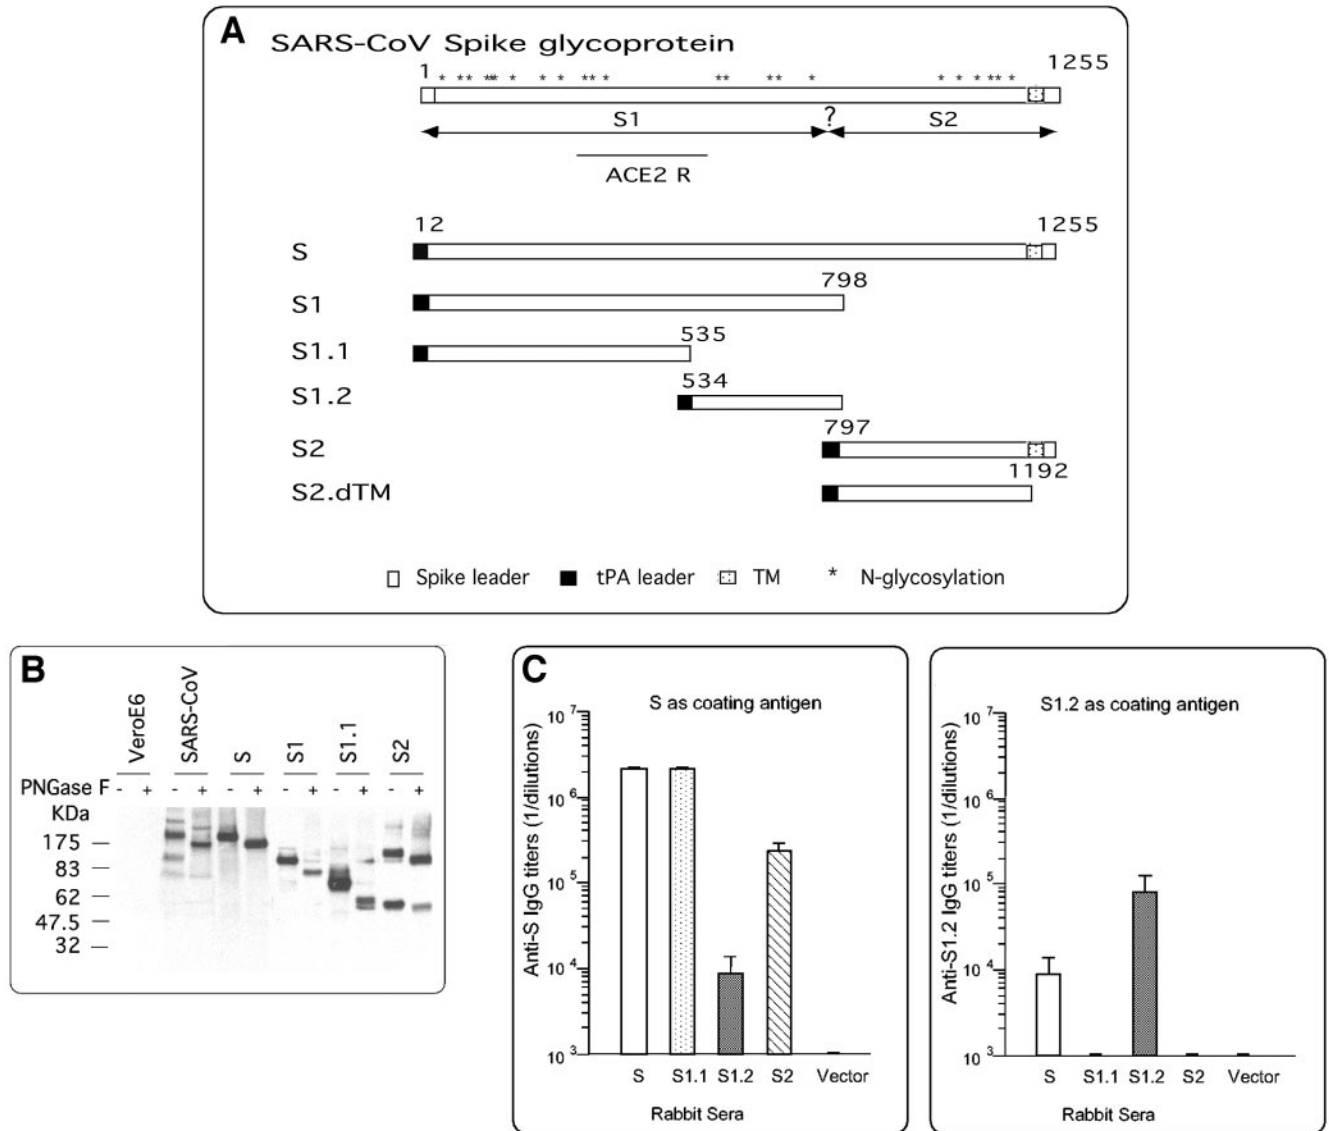 A
SARS-CoV Spike glycoprotein
1 1255
* ** *** * * * ** * ** ** * * * * ** *
S1 ? S2
ACE2 R
12 1255
S
798
S1
535
S1.1
534
S1.2
797
S2
1192
S2.dTM
Spike leader tPA leader TM * N-glycosylation
B
VeroE6 SARS-CoV S S1 S1.1 S2
PNGase F - + - + - + - + - + - +
KDa
175
83
62
47.5
32
C
S as coating antigen
Anti-S IgG titers (1/dilutions)
10 7
10 6
10 5
10 4
10 3
S S1.1 S1.2 S2 Vector
Rabbit Sera
S1.2 as coating antigen
Anti-S1.2 IgG titers (1/dilutions)
10 7
10 6
10 5
10 4
10 3
S S1.1 S1.2 S2 Vector
Rabbit Sera